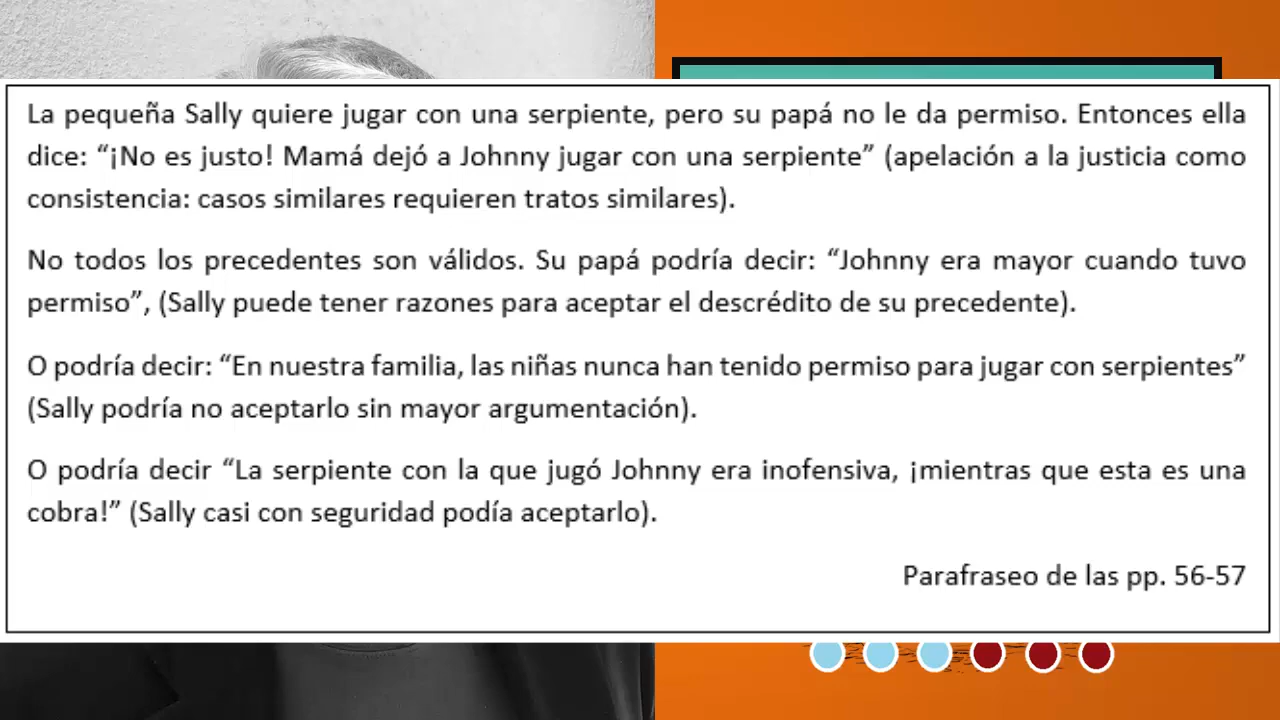 La pequeña Sally quiere jugar con una serpiente, pero su papá no le da permiso. Entonces ella
dice: “¡No es justo! Mamá dejó a Johnny jugar con una serpiente” (apelación a la justicia como
consistencia: casos similares requieren tratos similares).
No todos los precedentes son válidos. Su papá podría decir: “Johnny era mayor cuando tuvo
permiso”, (Sally puede tener razones para aceptar el descrédito de su precedente).
O podría decir: “En nuestra familia, las niñas nunca han tenido permiso para jugar con serpientes”
(Sally podría no aceptarlo sin mayor argumentación).
O podría decir “La serpiente con la que jugó Johnny era inofensiva, ¡mientras que esta es una
cobra!” (Sally casi con seguridad podía aceptarlo).
Parafraseo de las pp. 56-57